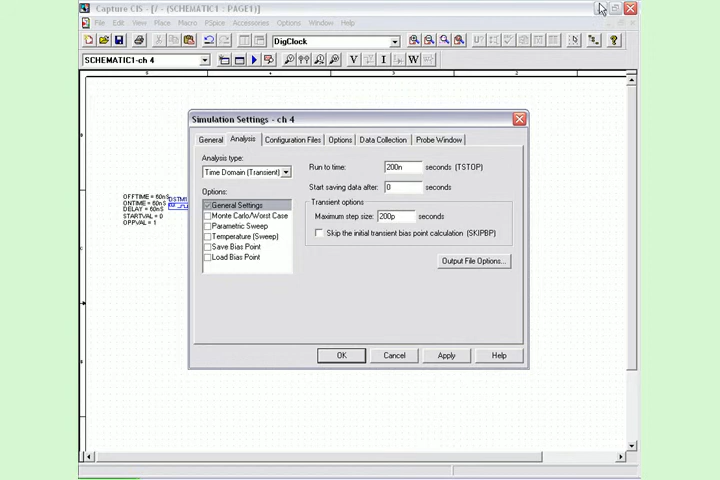 Capture CIS - [/ - (SCHEMATIC1 : PAGE1)]
File Edit View Place Macro PSpice Accessories Options Window Help
DigClock
U?
SCHEMATIC1-ch 4
V I W
Simulation Settings - ch 4
General Analysis Configuration Files Options Data Collection Probe Window
Analysis type:
Time Domain (Transient)
Run to time: 200n seconds (TSTOP)
Start saving data after: 0 seconds
Options:
General Settings
Monte Carlo/Worst Case
Parametric Sweep
Temperature (Sweep)
Save Bias Point
Load Bias Point
Transient options
Maximum step size: 200p seconds
Skip the initial transient bias point calculation (SKIPBP)
Output File Options...
OK Cancel Apply Help
OFFTIME = 60nS
ONTIME = 60nS
DELAY = 60nS
STARTVAL = 0
OPPVAL = 1
DSTM1